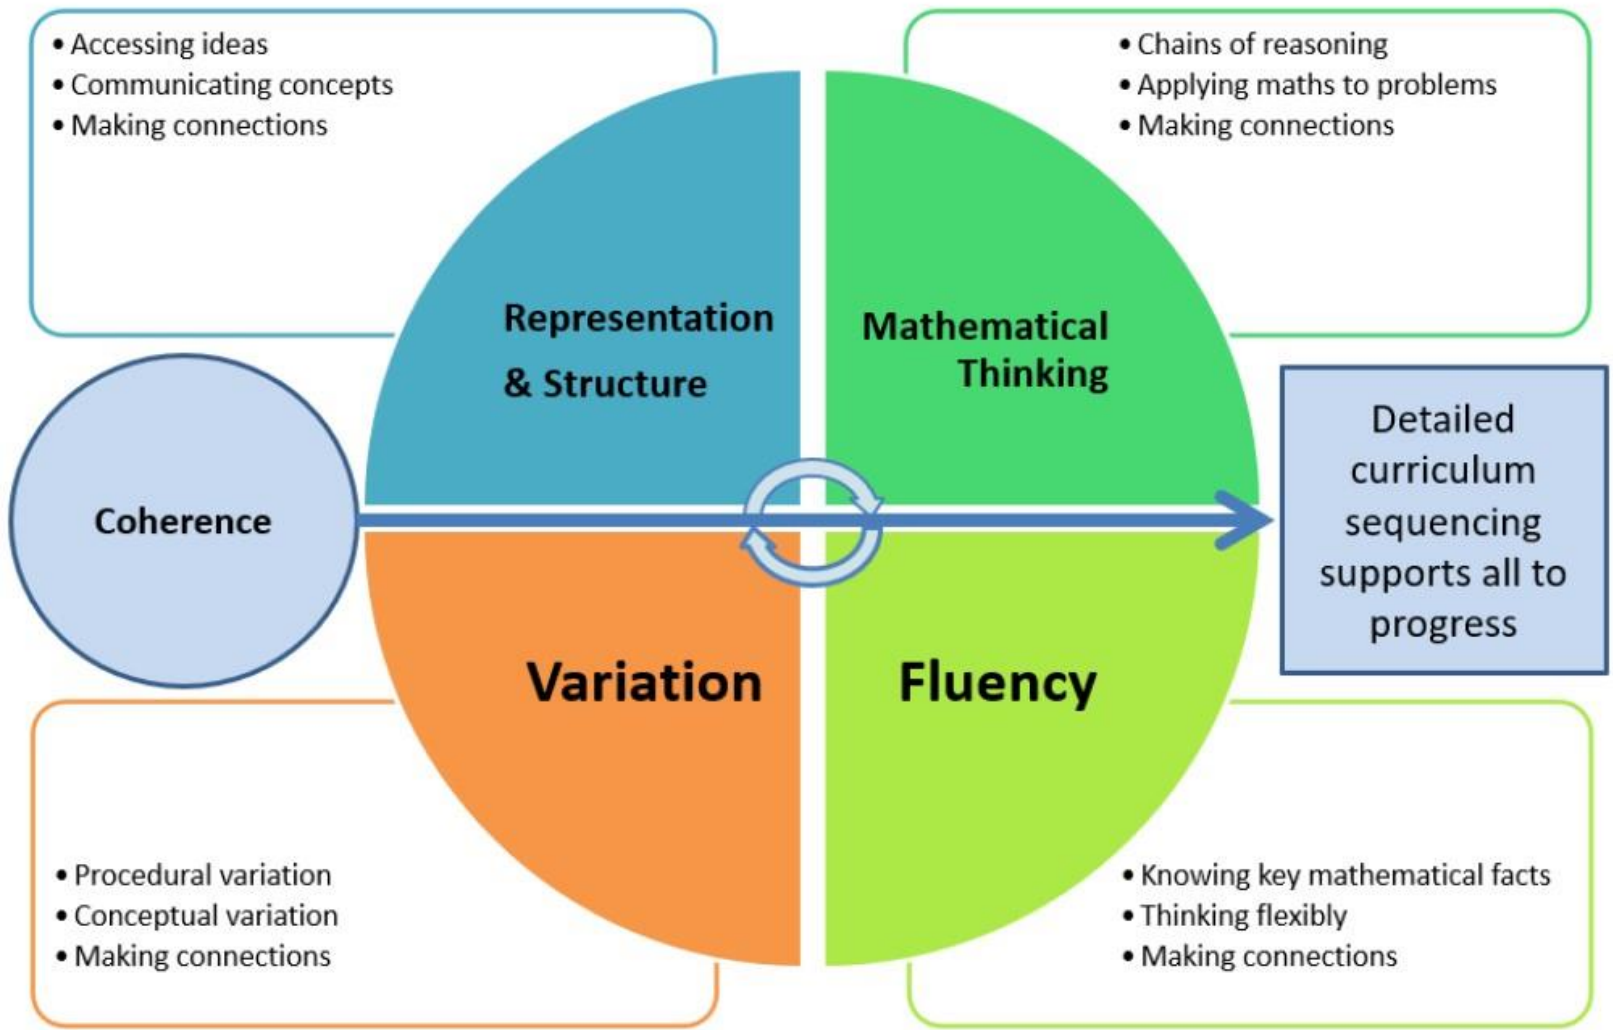 • Accessing ideas
• Communicating concepts
• Making connections
• Chains of reasoning
• Applying maths to problems
• Making connections
Representation
& Structure
Mathematical
Thinking
Coherence
Detailed
curriculum
sequencing
supports all to
progress
Variation
Fluency
• Procedural variation
• Conceptual variation
• Making connections
• Knowing key mathematical facts
• Thinking flexibly
• Making connections